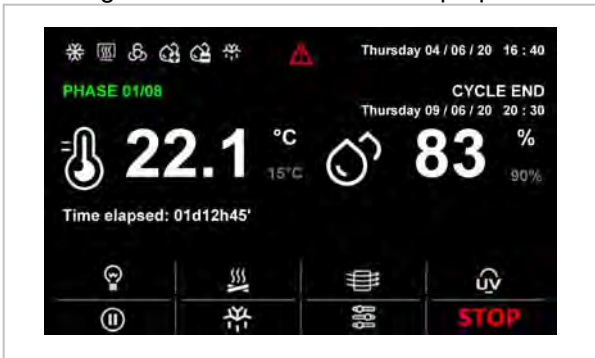 Thursday 04 / 06 / 20 16 : 40
PHASE 01/08
CYCLE END
Thursday 09 / 06 / 20 20 : 30
22.1 °C
15°C
83 %
90%
Time elapsed: 01d12h45'
UV
STOP